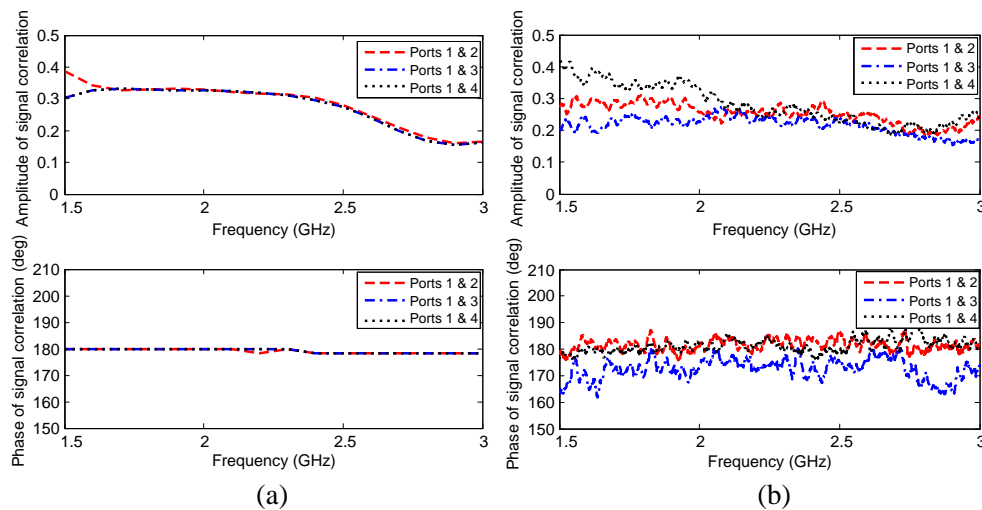 Amplitude of signal correlation
0.5
0.4
0.3
0.2
0.1
0
1.5
2
2.5
3
Frequency (GHz)
Ports 1 & 2
Ports 1 & 3
Ports 1 & 4
Phase of signal correlation (deg)
210
200
190
180
170
160
150
1.5
2
2.5
3
Frequency (GHz)
Ports 1 & 2
Ports 1 & 3
Ports 1 & 4
(a)
Amplitude of signal correlation
0.5
0.4
0.3
0.2
0.1
0
1.5
2
2.5
3
Frequency (GHz)
Ports 1 & 2
Ports 1 & 3
Ports 1 & 4
Phase of signal correlation (deg)
210
200
190
180
170
160
150
1.5
2
2.5
3
Frequency (GHz)
Ports 1 & 2
Ports 1 & 3
Ports 1 & 4
(b)